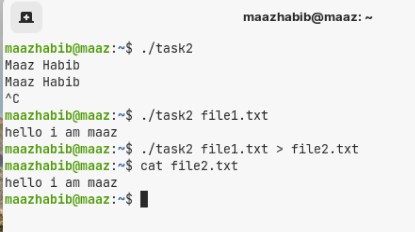 maazhabib@maaz: ~
maazhabib@maaz:~$ ./task2
Maaz Habib
Maaz Habib
^C
maazhabib@maaz:~$ ./task2 file1.txt
hello i am maaz
maazhabib@maaz:~$ ./task2 file1.txt > file2.txt
maazhabib@maaz:~$ cat file2.txt
hello i am maaz
maazhabib@maaz:~$